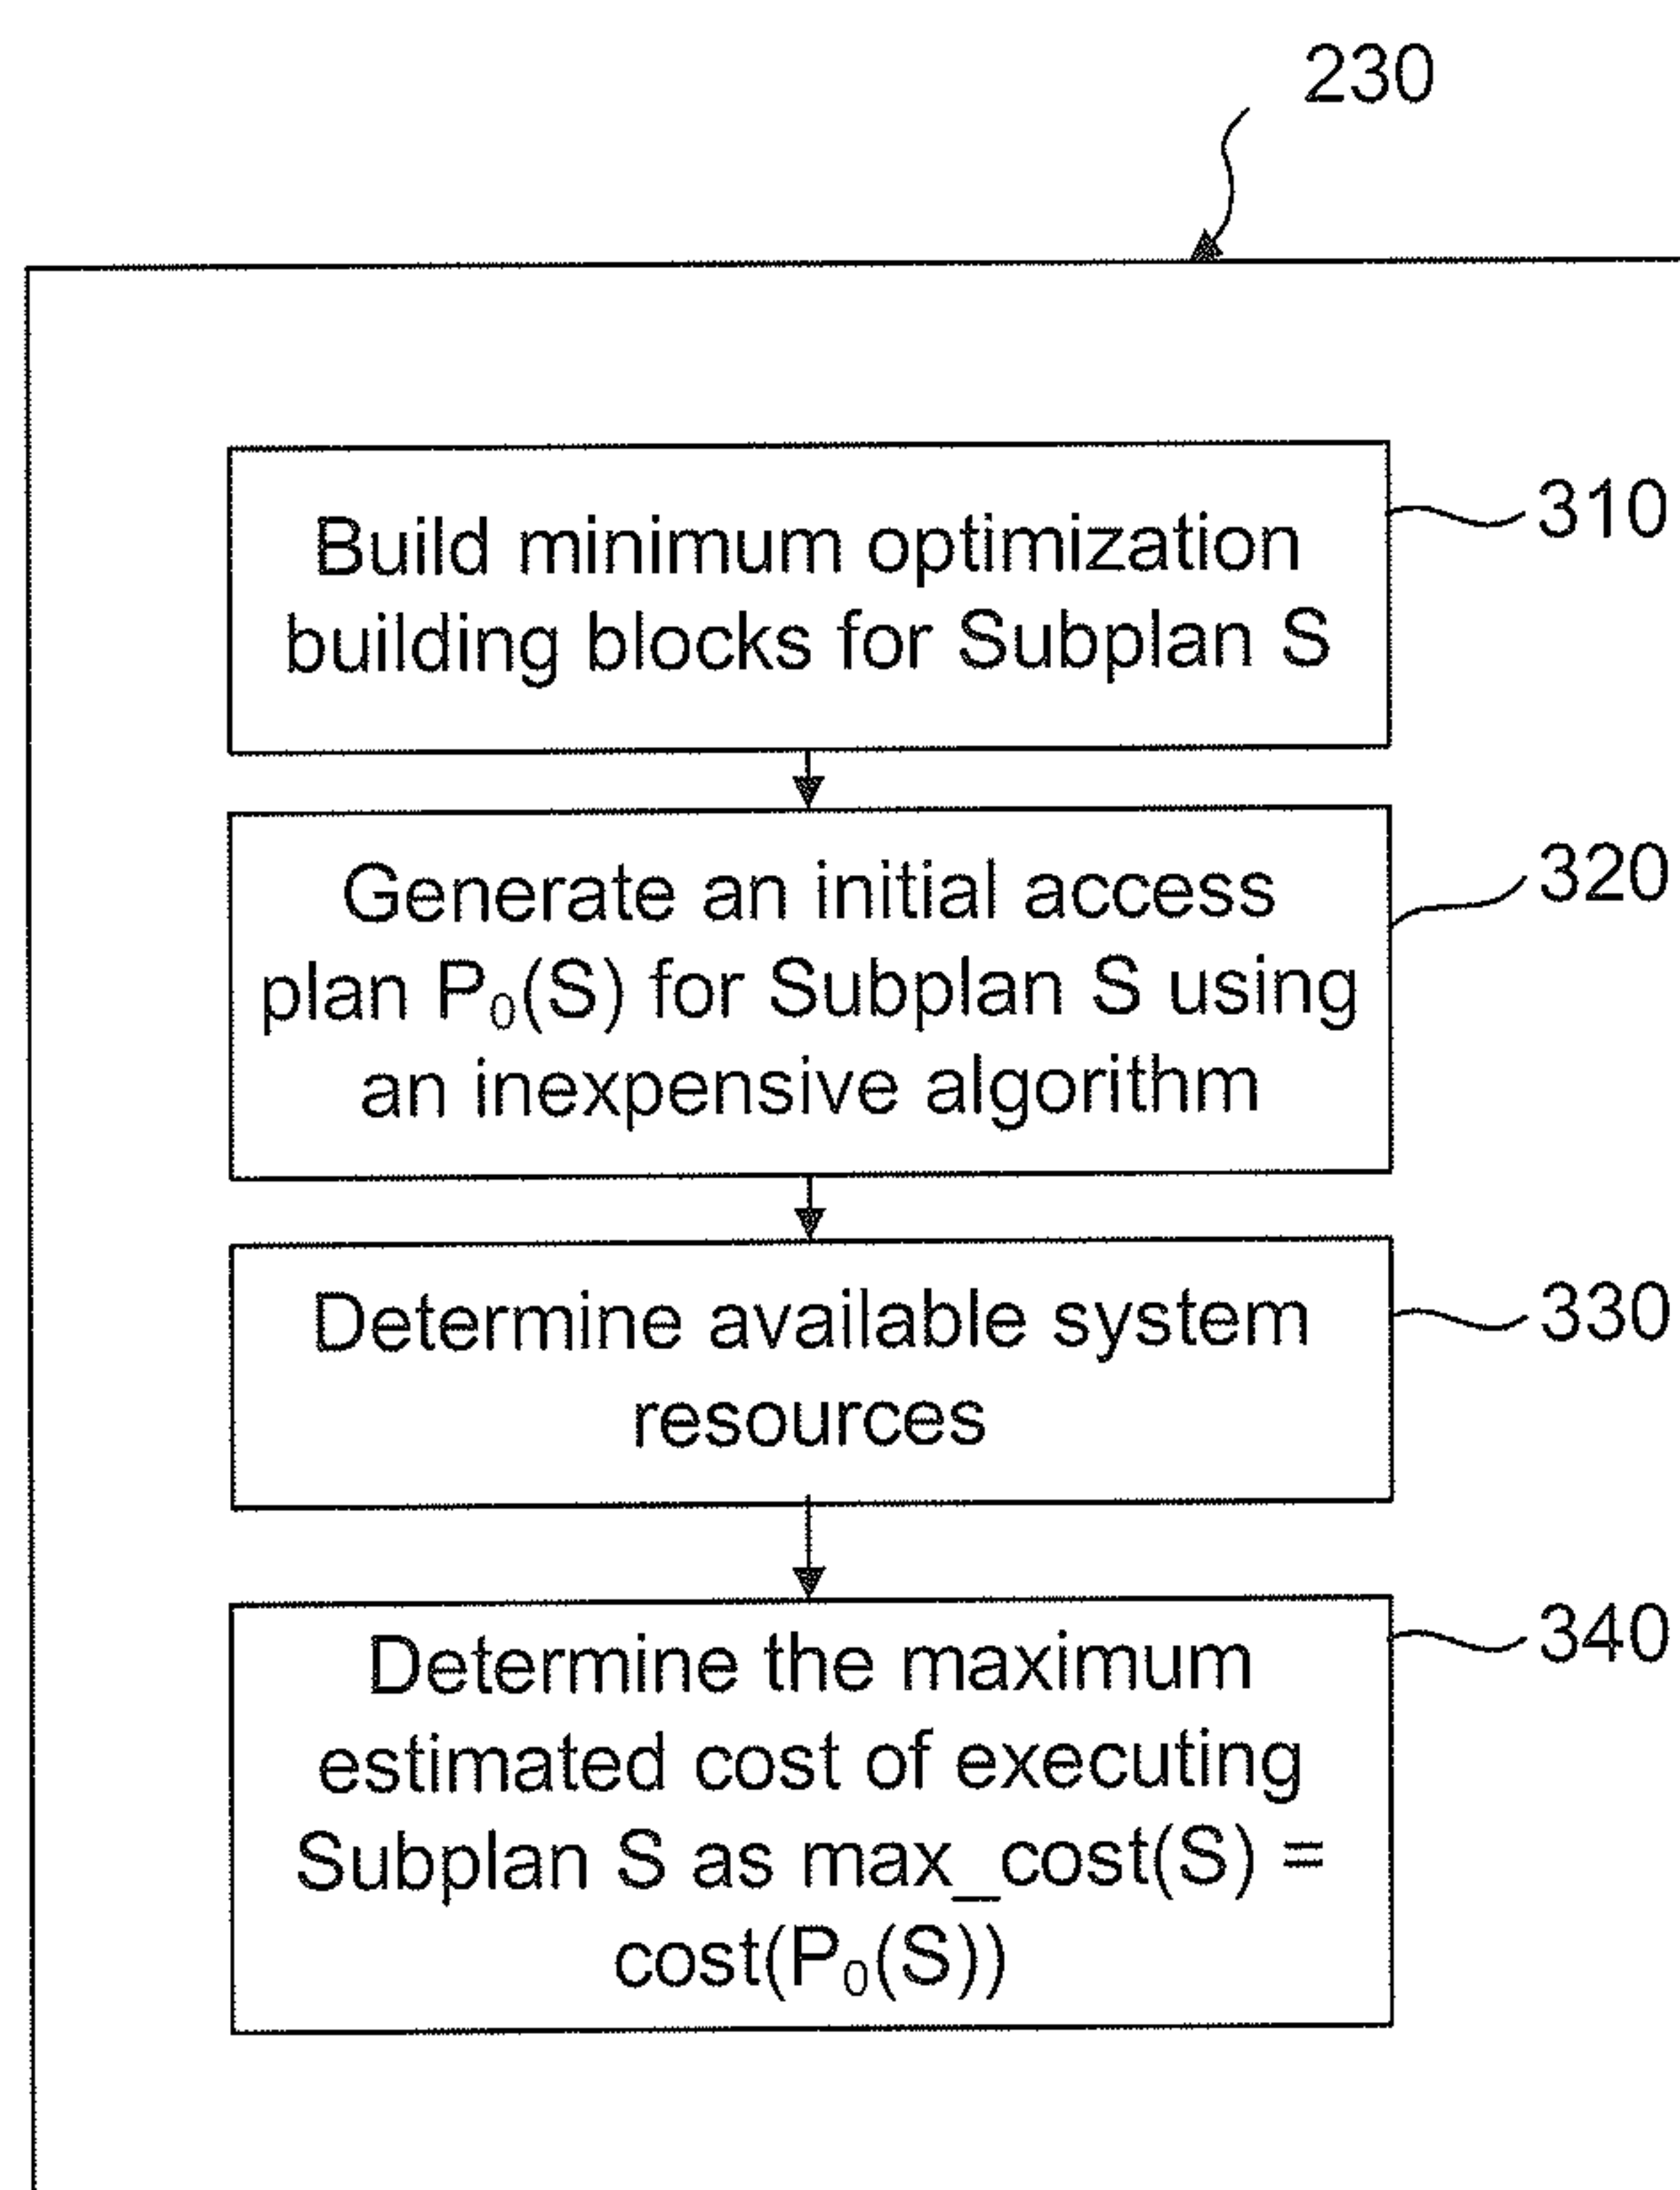 230
Build minimum optimization
building blocks for Subplan S
310
Generate an initial access
plan P₀(S) for Subplan S using
an inexpensive algorithm
320
Determine available system
resources
330
Determine the maximum
estimated cost of executing
Subplan S as max_cost(S) =
cost(P₀(S))
340